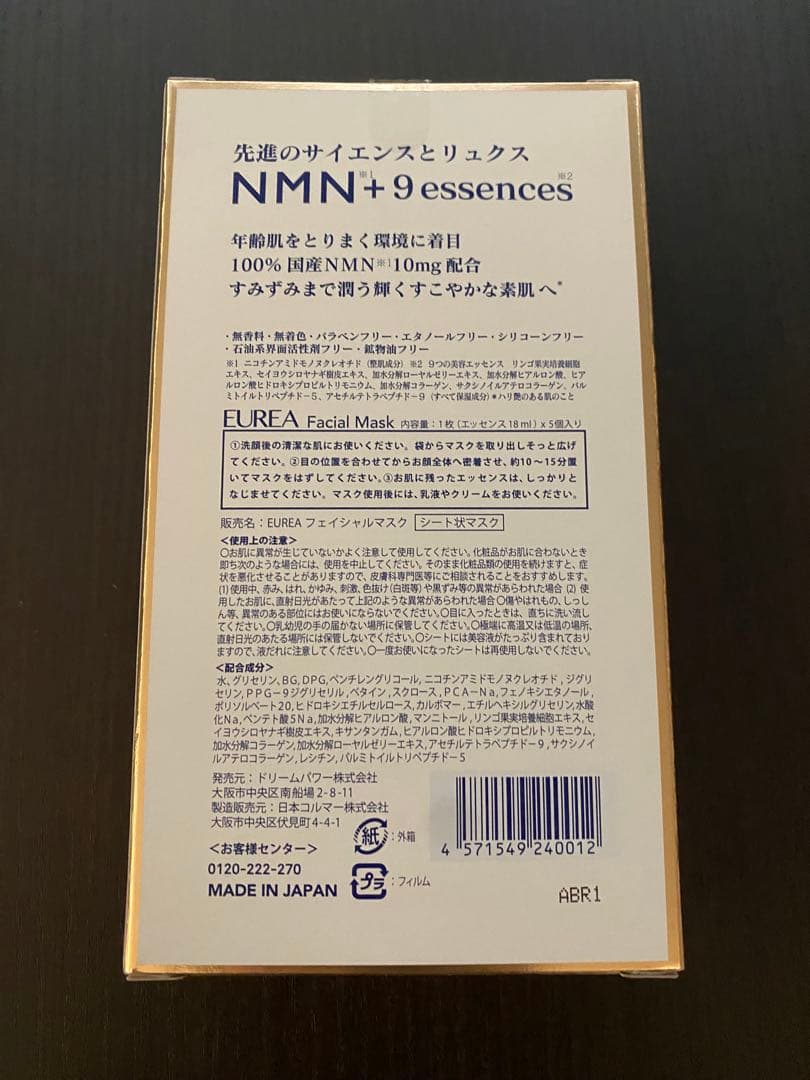 先進のサイエンスとリュクス
NMN※1+9 essences※2
年齢肌をとりまく環境に着目
100% 国産NMN※1 10mg 配合
すみずみまで潤う輝くすこやかな素肌へ*
・無香料・無着色・パラベンフリー・エタノールフリー・シリコーンフリー
・石油系界面活性剤フリー・鉱物油フリー
※1 ニコチンアミドモノヌクレオチド(整肌成分) ※2 9つの美容エッセンス リンゴ果実培養細胞
エキス、セイヨウシロヤナギ樹皮エキス、加水分解ローヤルゼリーエキス、加水分解ヒアルロン酸、ヒア
ルロン酸ヒドロキシプロピルトリモニウム、加水分解コラーゲン、サクシノイルアテロコラーゲン、パル
ミトイルトリペプチド-5、アセチルテトラペプチド-9(すべて保湿成分)*ハリ艶のある肌のこと
EUREA Facial Mask 内容量:1枚(エッセンス18ml)x5個入り
①洗顔後の清潔な肌にお使いください。袋からマスクを取り出しそっと広げ
てください。②目の位置を合わせてからお顔全体へ密着させ、約10~15分置
いてマスクをはずしてください。③お肌に残ったエッセンスは、しっかりと
なじませてください。マスク使用後には、乳液やクリームをお使いください。
販売名:EUREA フェイシャルマスク シート状マスク
<使用上の注意>
○お肌に異常が生じていないかよく注意して使用してください。化粧品がお肌に合わないとき
即ち次のような場合には、使用を中止してください。そのまま化粧品類の使用を続けますと、症
状を悪化させることがありますので、皮膚科専門医等にご相談されることをおすすめします。
(1)使用中、赤み、はれ、かゆみ、刺激、色抜け(白斑等)や黒ずみ等の異常があらわれた場合 (2) 使
用したお肌に、直射日光があたって上記のような異常があらわれた場合 ○傷やはれもの、しっし
ん等、異常のある部位にはお使いにならないでください。○目に入ったときは、直ちに洗い流し
てください。○乳幼児の手の届かない場所に保管してください。○極端に高温又は低温の場所、
直射日光のあたる場所には保管しないでください。○シートには美容液がたっぷり含まれており
ますので、液だれに注意してください。○一度お使いになったシートは再使用しないでください。
<配合成分>
水、グリセリン、BG、DPG、ペンチレングリコール、ニコチンアミドモノヌクレオチド、ジグリ
セリン、PPG-9ジグリセリル、ベタイン、スクロース、PCA-Na、フェノキシエタノール、
ポリソルベート20、ヒドロキシエチルセルロース、カルボマー、エチルヘキシルグリセリン、水酸
化Na、ペンテト酸5Na、加水分解ヒアルロン酸、マンニトール、リンゴ果実培養細胞エキス、セ
イヨウシロヤナギ樹皮エキス、キサンタンガム、ヒアルロン酸ヒドロキシプロピルトリモニウム、
加水分解コラーゲン、加水分解ローヤルゼリーエキス、アセチルテトラペプチド-9、サクシノイ
ルアテロコラーゲン、レシチン、パルミトイルトリペプチド-5
発売元:ドリームパワー株式会社
大阪市中央区南船場2-8-11
製造販売元:日本コルマー株式会社
大阪市中央区伏見町4-4-1
<お客様センター>
0120-222-270
MADE IN JAPAN
紙:外箱
プラ:フィルム
4 571549 240012
ABR1